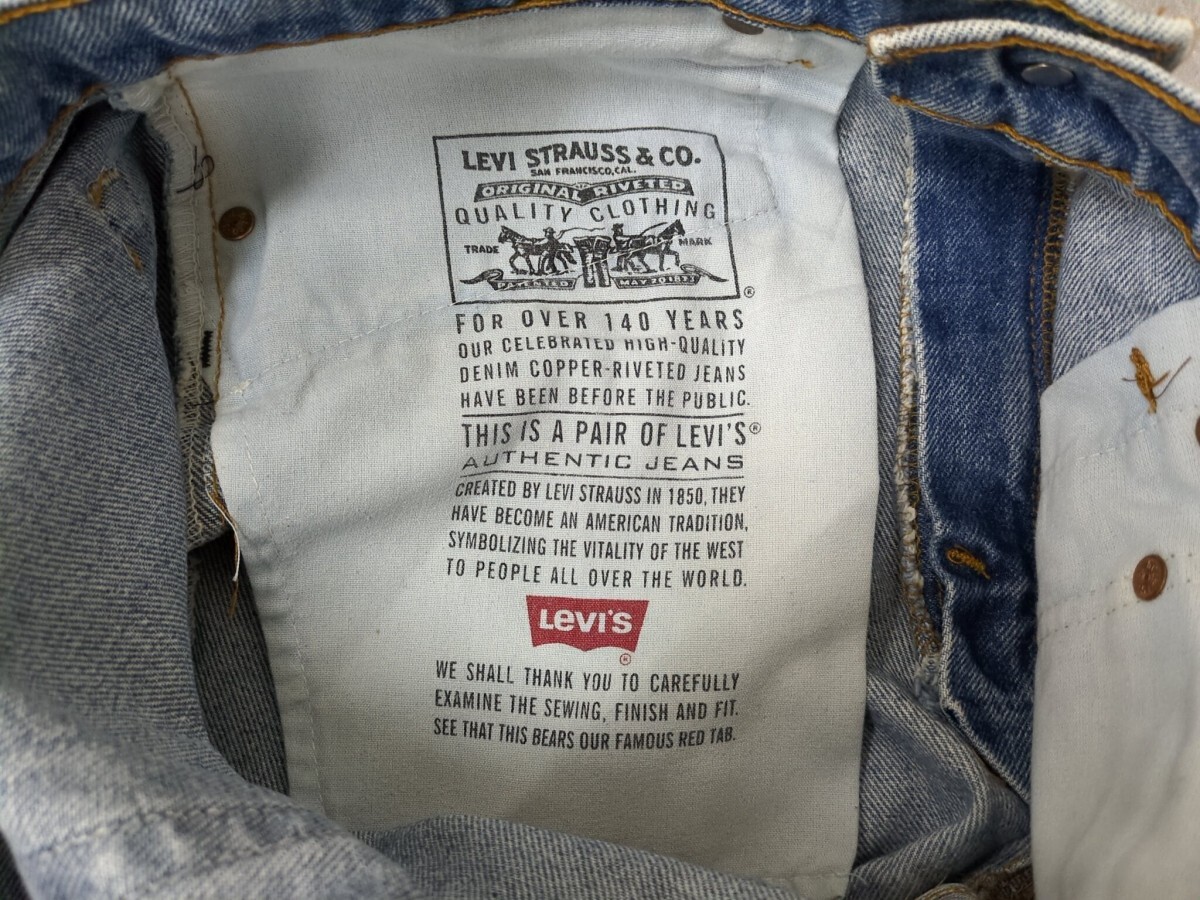 LEVI STRAUSS & CO.
SAN FRANCISCO, CAL.
ORIGINAL RIVETED
QUALITY CLOTHING
TRADE MARK
PATENTED MAY 20 1873
®
FOR OVER 140 YEARS
OUR CELEBRATED HIGH-QUALITY
DENIM COPPER-RIVETED JEANS
HAVE BEEN BEFORE THE PUBLIC.
THIS IS A PAIR OF LEVI'S®
AUTHENTIC JEANS
CREATED BY LEVI STRAUSS IN 1850, THEY
HAVE BECOME AN AMERICAN TRADITION,
SYMBOLIZING THE VITALITY OF THE WEST
TO PEOPLE ALL OVER THE WORLD.
LEVI'S
®
WE SHALL THANK YOU TO CAREFULLY
EXAMINE THE SEWING, FINISH AND FIT.
SEE THAT THIS BEARS OUR FAMOUS RED TAB.